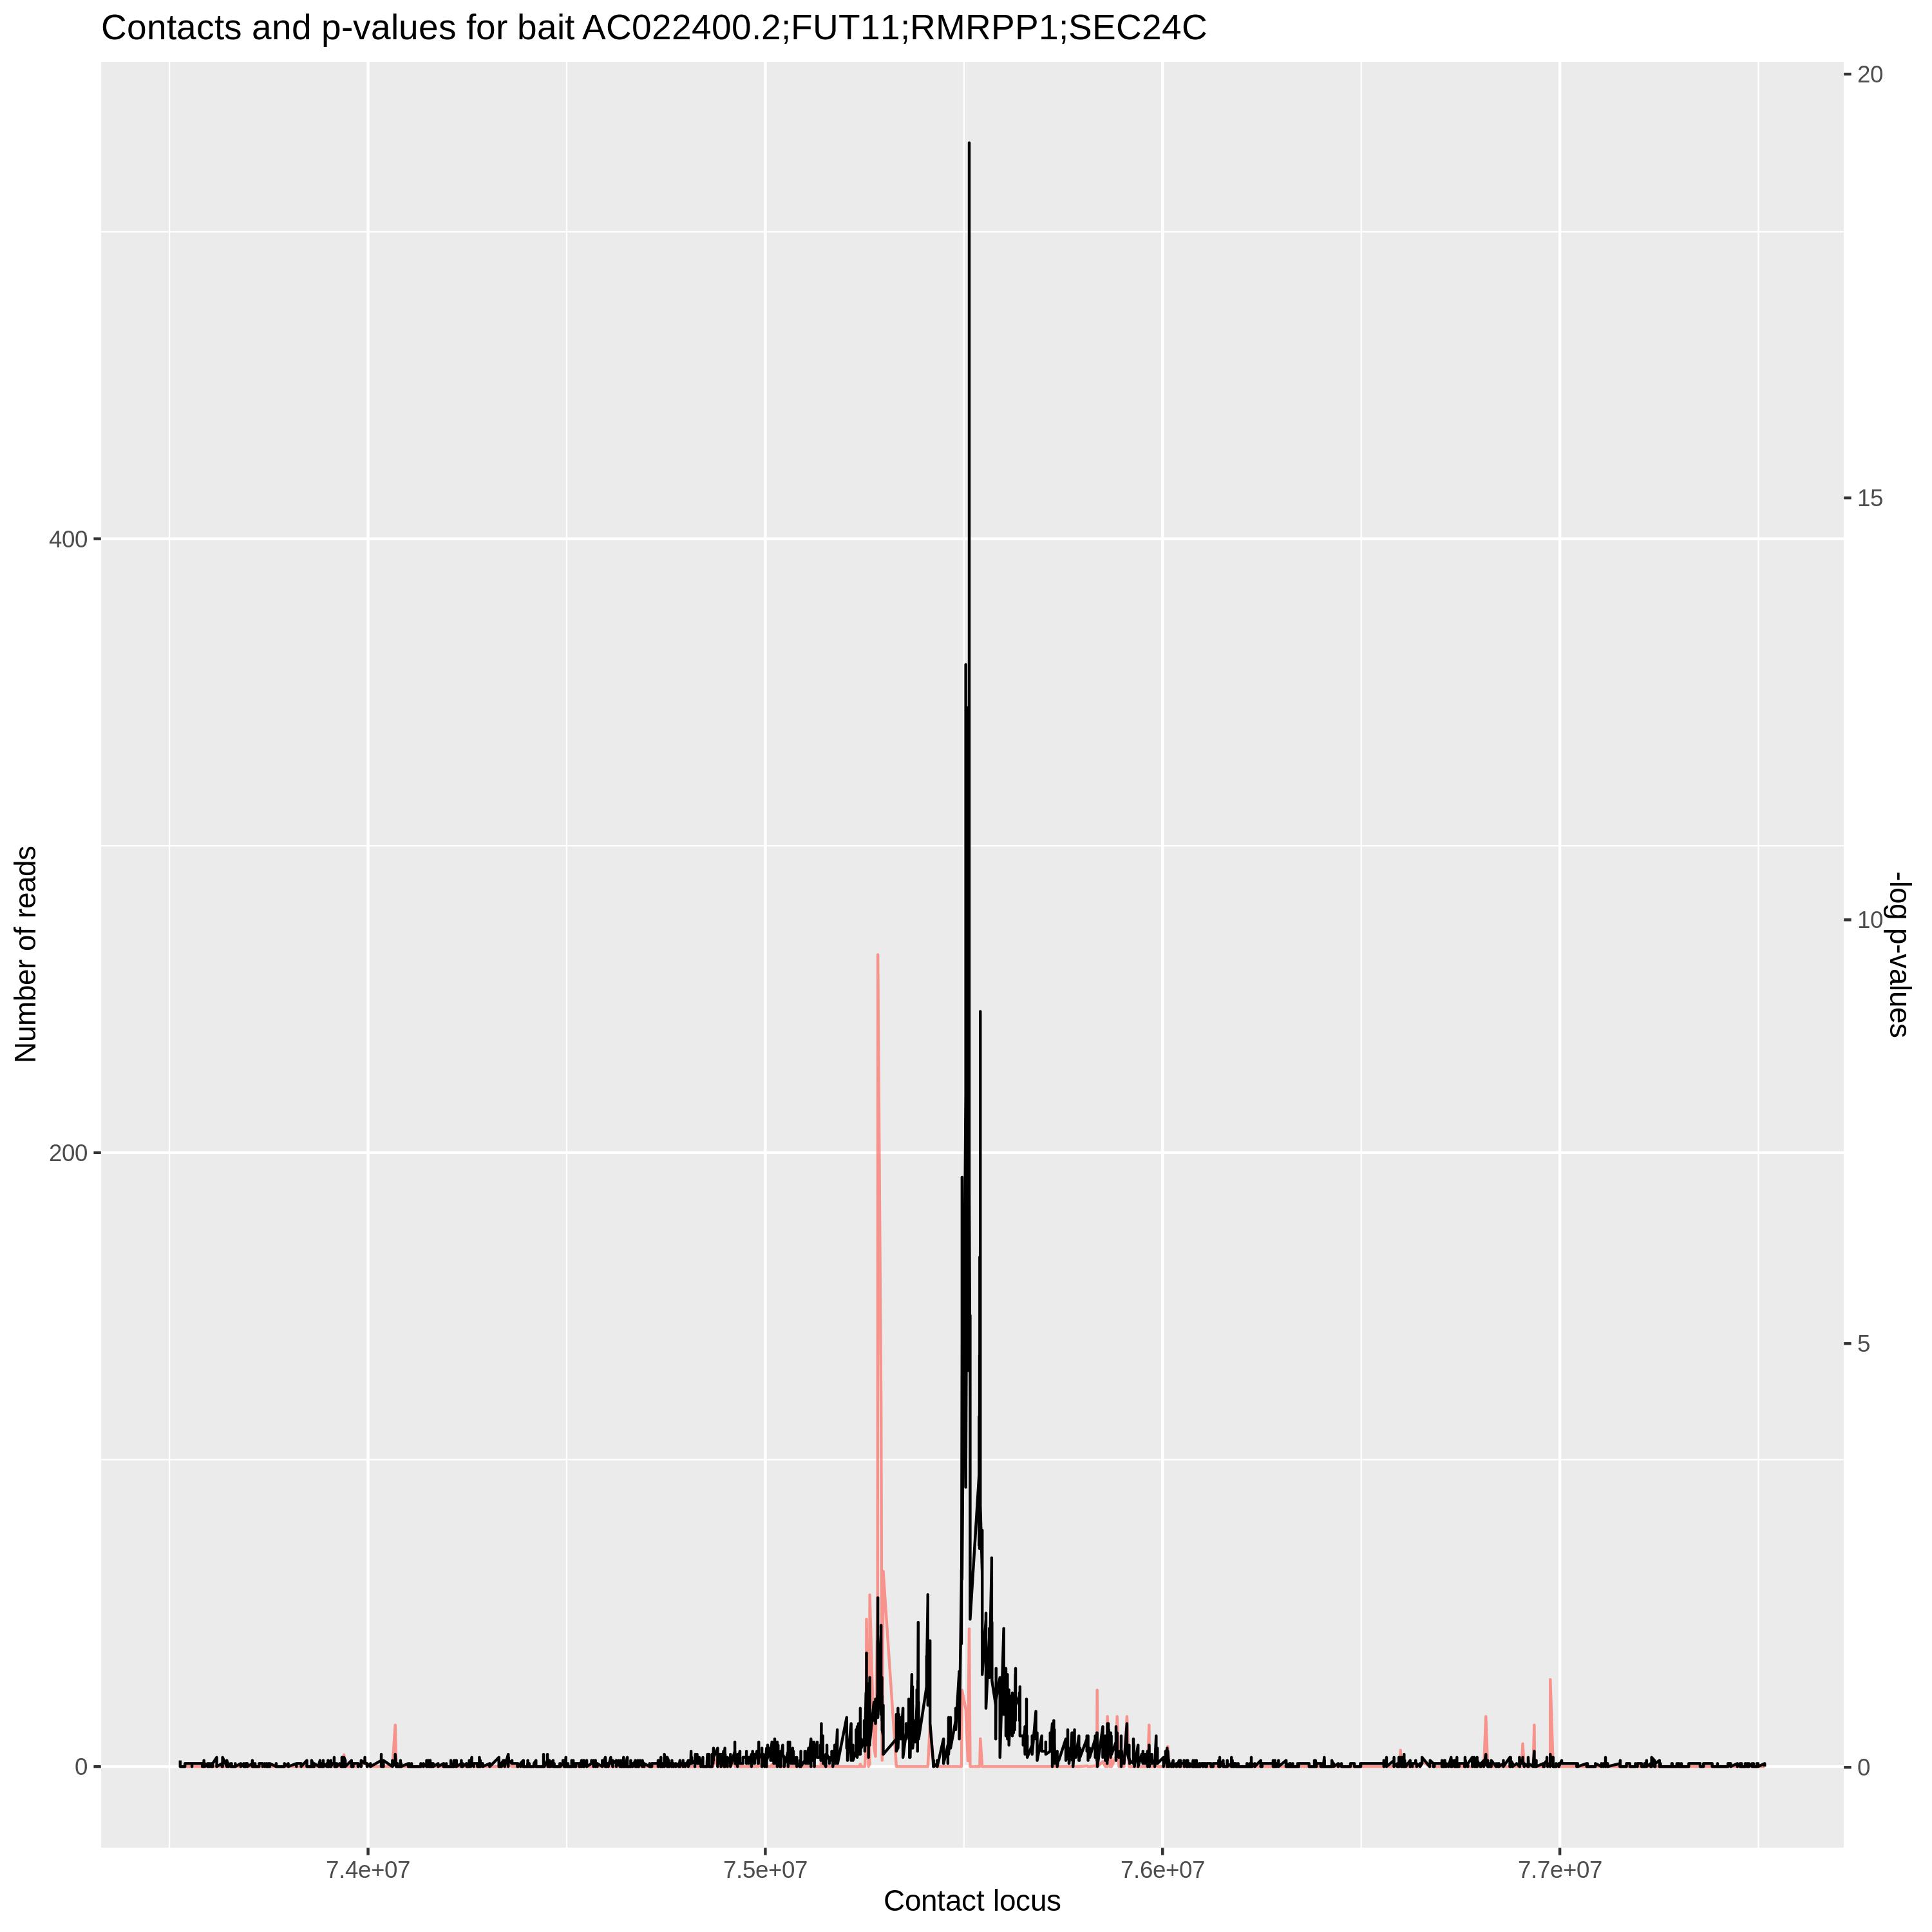 Contacts and p-values for bait AC022400.2;FUT11;RMRPP1;SEC24C
20
15
400
Number of reads
-log p-values
10
200
5
0
0
7.4e+07 7.5e+07 7.6e+07 7.7e+07
Contact locus